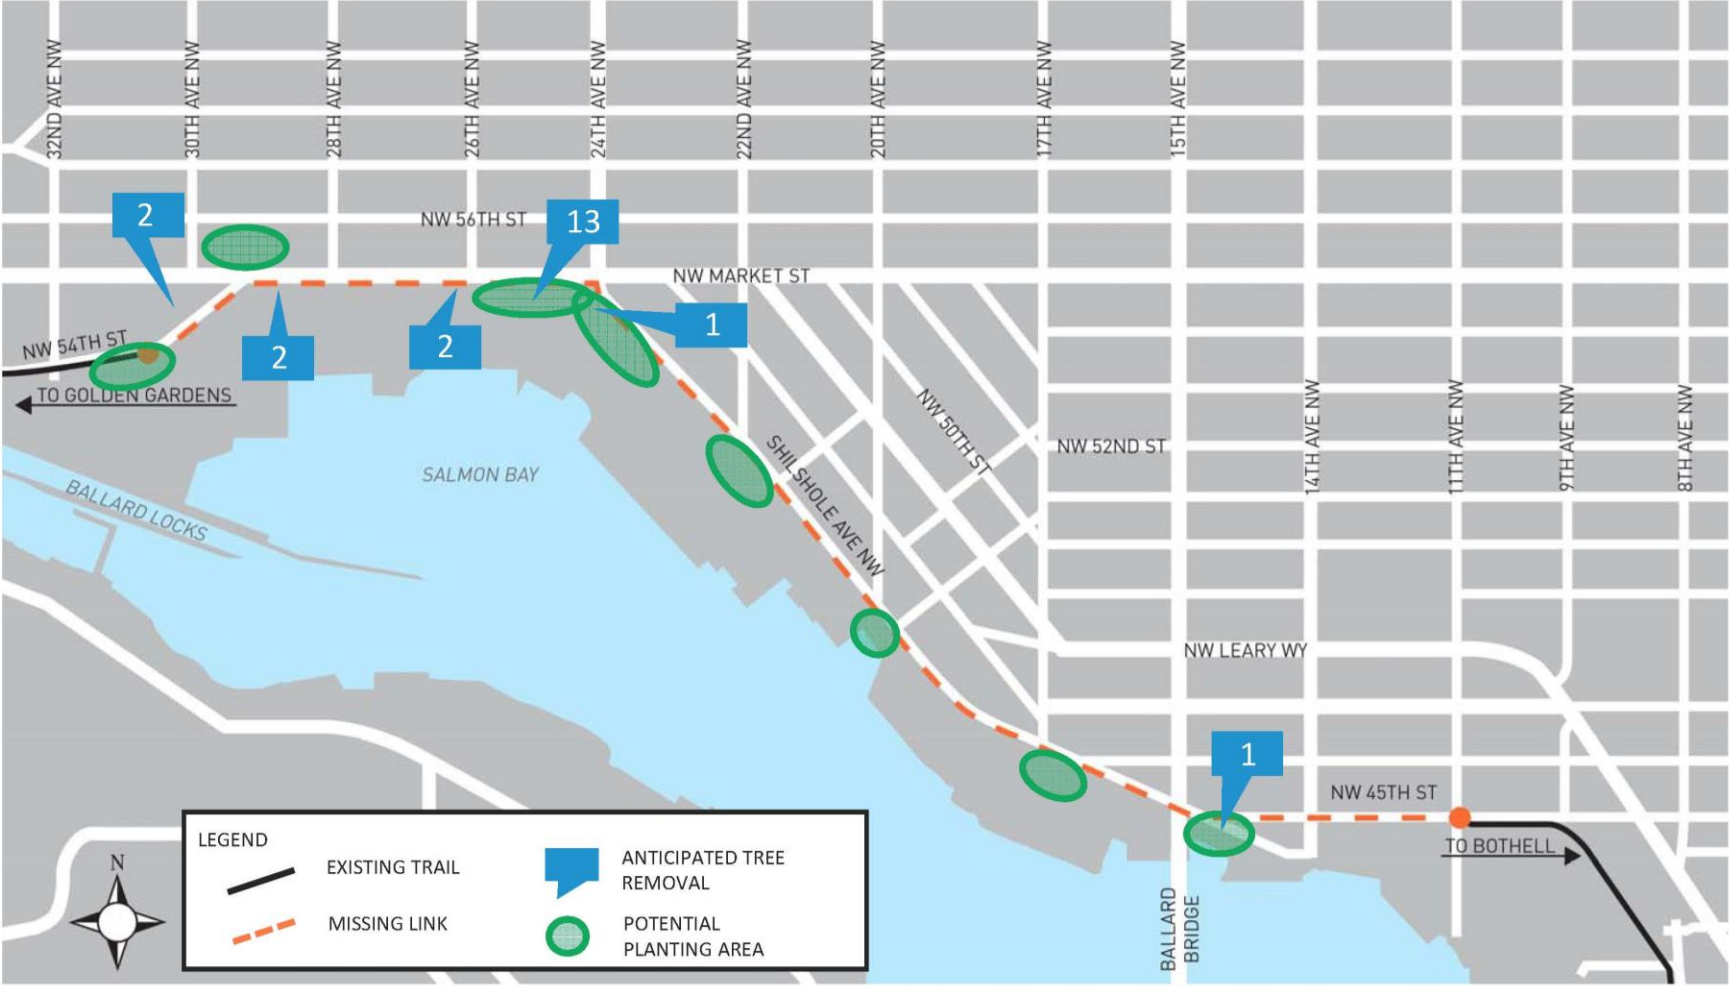 32ND AVE NW
30TH AVE NW
28TH AVE NW
26TH AVE NW
24TH AVE NW
22ND AVE NW
20TH AVE NW
17TH AVE NW
15TH AVE NW
2
NW 56TH ST
13
NW MARKET ST
1
NW 54TH ST
2
2
TO GOLDEN GARDENS
14TH AVE NW
11TH AVE NW
9TH AVE NW
8TH AVE NW
NW 50TH ST
NW 52ND ST
SALMON BAY
SHILSHOLE AVE NW
BALLARD LOCKS
NW LEARY WY
1
NW 45TH ST
TO BOTHELL
BALLARD
BRIDGE
N
LEGEND
EXISTING TRAIL
MISSING LINK
ANTICIPATED TREE
REMOVAL
POTENTIAL
PLANTING AREA